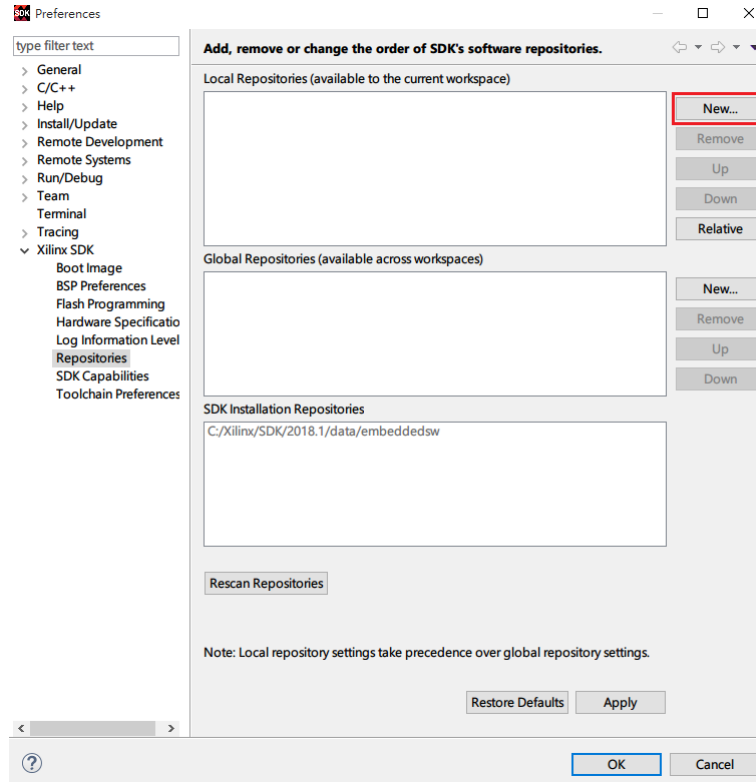 SDK Preferences
type filter text
Add, remove or change the order of SDK's software repositories.
General
C/C++
Help
Install/Update
Remote Development
Remote Systems
Run/Debug
Team
Terminal
Tracing
Xilinx SDK
Boot Image
BSP Preferences
Flash Programming
Hardware Specificatio
Log Information Level
Repositories
SDK Capabilities
Toolchain Preferences
Local Repositories (available to the current workspace)
New...
Remove
Up
Down
Relative
Global Repositories (available across workspaces)
New...
Remove
Up
Down
SDK Installation Repositories
C:/Xilinx/SDK/2018.1/data/embeddedsw
Rescan Repositories
Note: Local repository settings take precedence over global repository settings.
Restore Defaults Apply
? OK Cancel